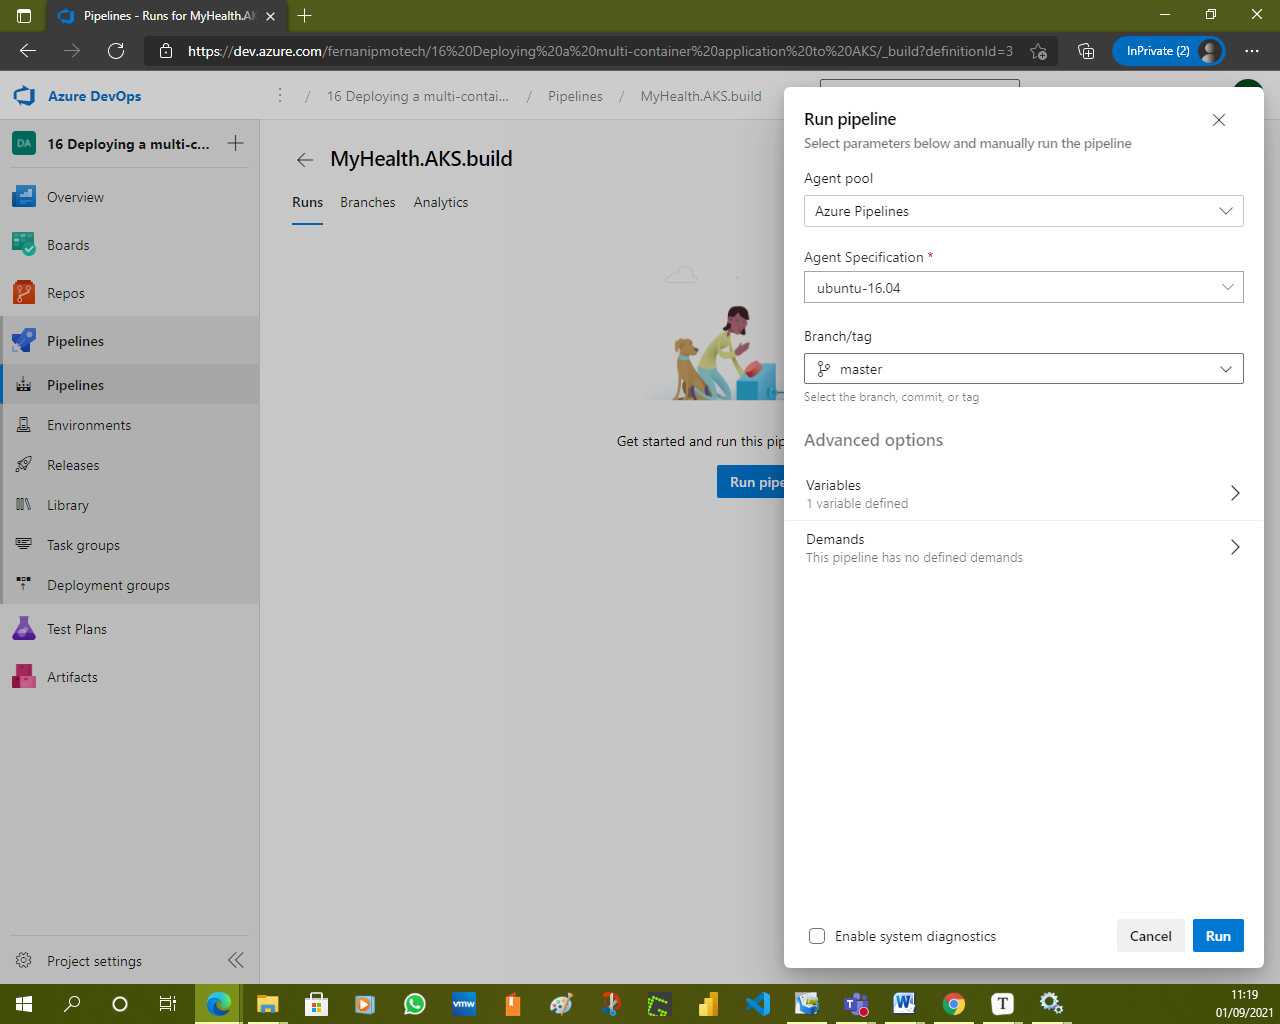 Pipelines - Runs for MyHealth.AK
https://dev.azure.com/fernanipmotech/16%20Deploying%20a%20multi-container%20application%20to%20AKS/_build?definitionId=3
InPrivate (2)
Azure DevOps
/ 16 Deploying a multi-contai... / Pipelines / MyHealth.AKS.build
DA 16 Deploying a multi-c...
Overview
Boards
Repos
Pipelines
Pipelines
Environments
Releases
Library
Task groups
Deployment groups
Test Plans
Artifacts
Project settings
MyHealth.AKS.build
Runs Branches Analytics
Get started and run this pip
Run pipe
Run pipeline
Select parameters below and manually run the pipeline
Agent pool
Azure Pipelines
Agent Specification *
ubuntu-16.04
Branch/tag
master
Select the branch, commit, or tag
Advanced options
Variables
1 variable defined
Demands
This pipeline has no defined demands
Enable system diagnostics
Cancel
Run
vmw
T
11:19
01/09/2021